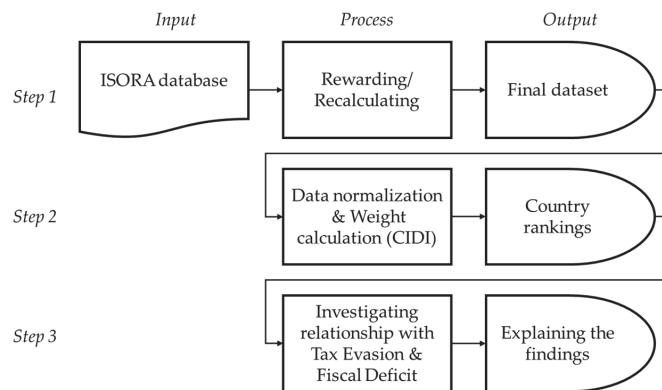 Input
Process
Output
Step 1
ISORA database
Rewarding/
Recalculating
Final dataset
Step 2
Data normalization
& Weight
calculation (CIDI)
Country
rankings
Step 3
Investigating
relationship with
Tax Evasion &
Fiscal Deficit
Explaining the
findings